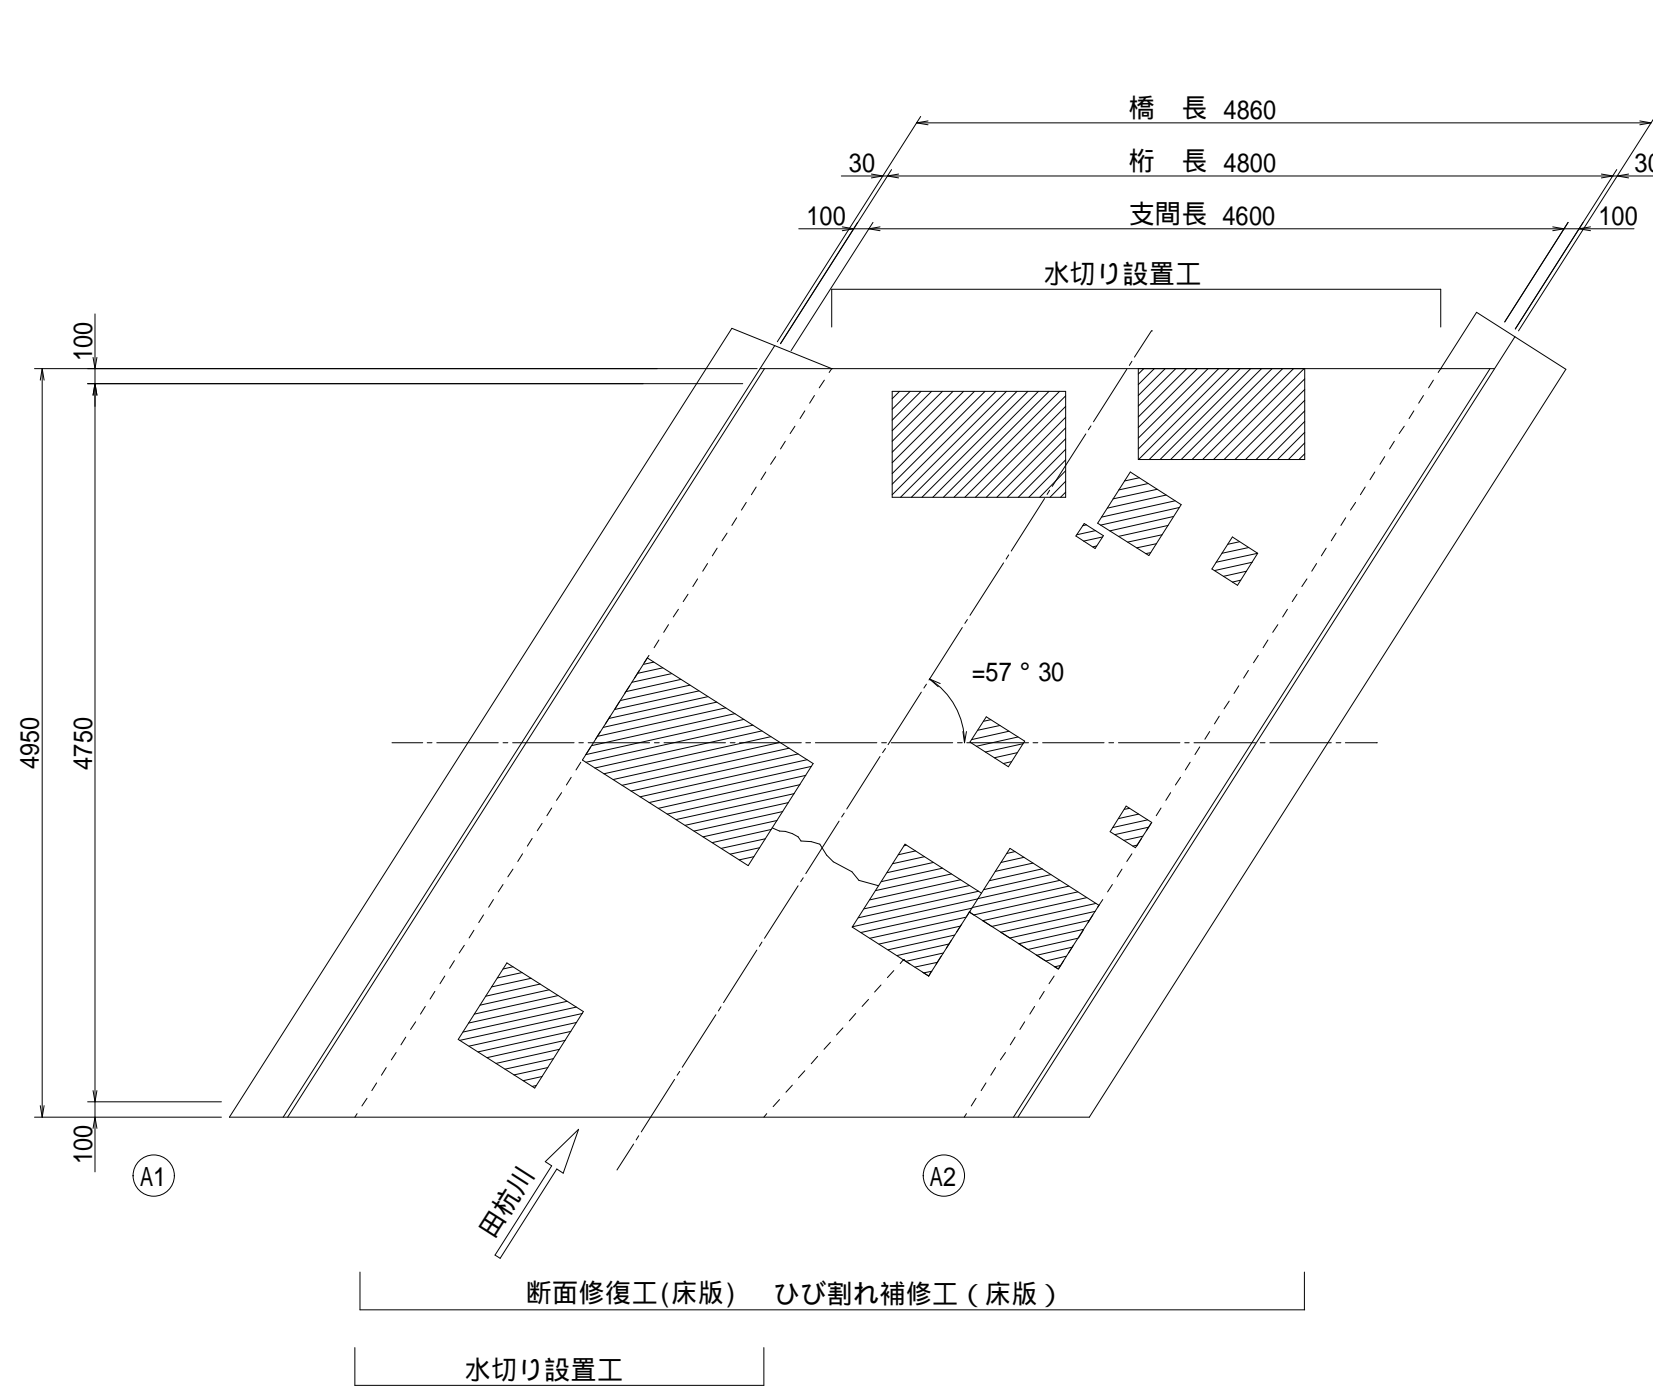 橋　長 4860
30 桁　長 4800 30
100 支間長 4600 100
水切り設置工
100
=57 ° 30
4950
4750
100
A1
A2
田杭川
断面修復工(床版)　ひび割れ補修工 ( 床版 )
水切り設置工